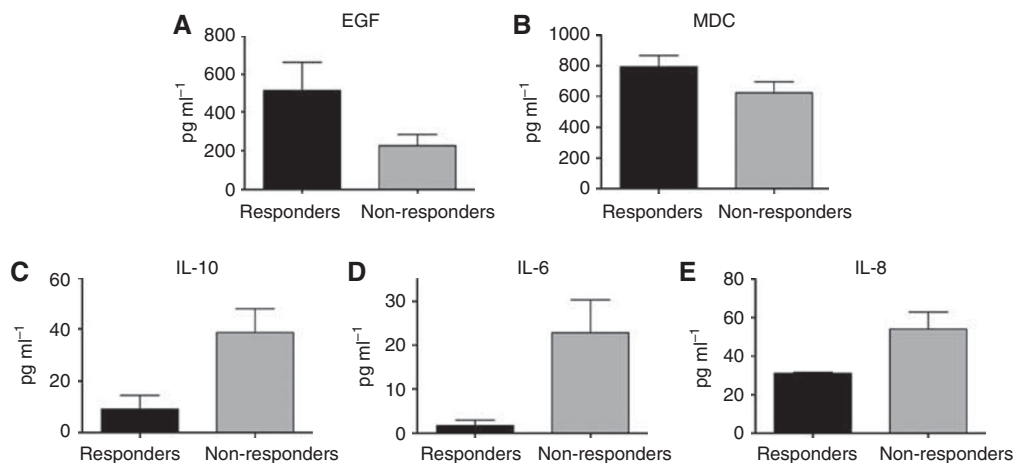 A
EGF
800
600
400
200
0
pg ml⁻¹
Responders
Non-responders
B
MDC
1000
800
600
400
200
0
pg ml⁻¹
Responders
Non-responders
C
IL-10
60
40
20
0
pg ml⁻¹
Responders
Non-responders
D
IL-6
30
20
10
0
pg ml⁻¹
Responders
Non-responders
E
IL-8
80
60
40
20
0
pg ml⁻¹
Responders
Non-responders